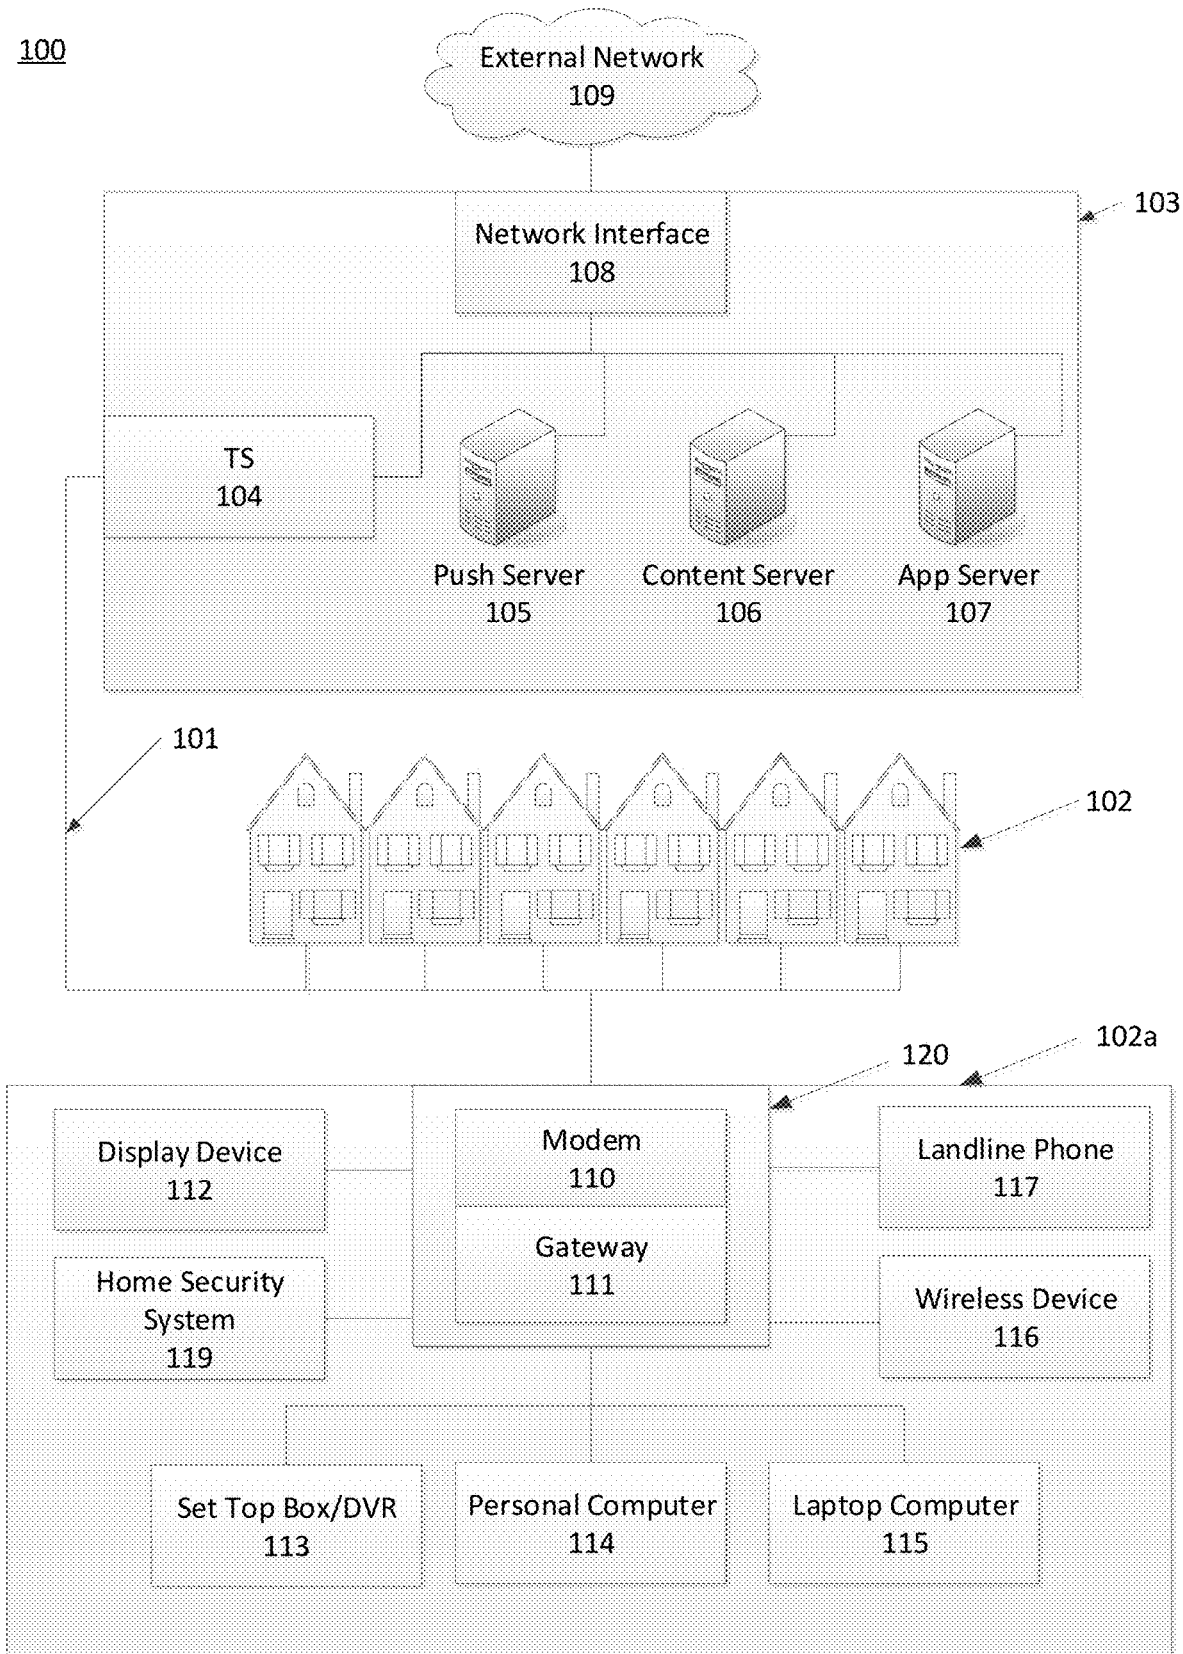 100
External Network
109
103
Network Interface
108
TS
104
Push Server
105
Content Server
106
App Server
107
101
102
120
102a
Display Device
112
Modem
110
Landline Phone
117
Gateway
111
Home Security
System
119
Wireless Device
116
Set Top Box/DVR
113
Personal Computer
114
Laptop Computer
115